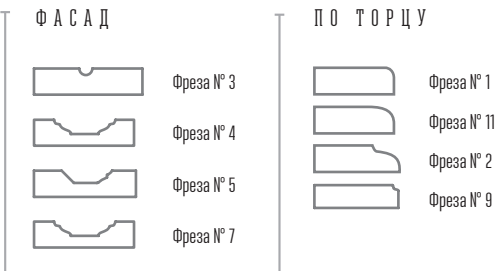 ФАСАД
Фреза № 3
Фреза № 4
Фреза № 5
Фреза № 7
ПО ТОРЦУ
Фреза № 1
Фреза № 11
Фреза № 2
Фреза № 9